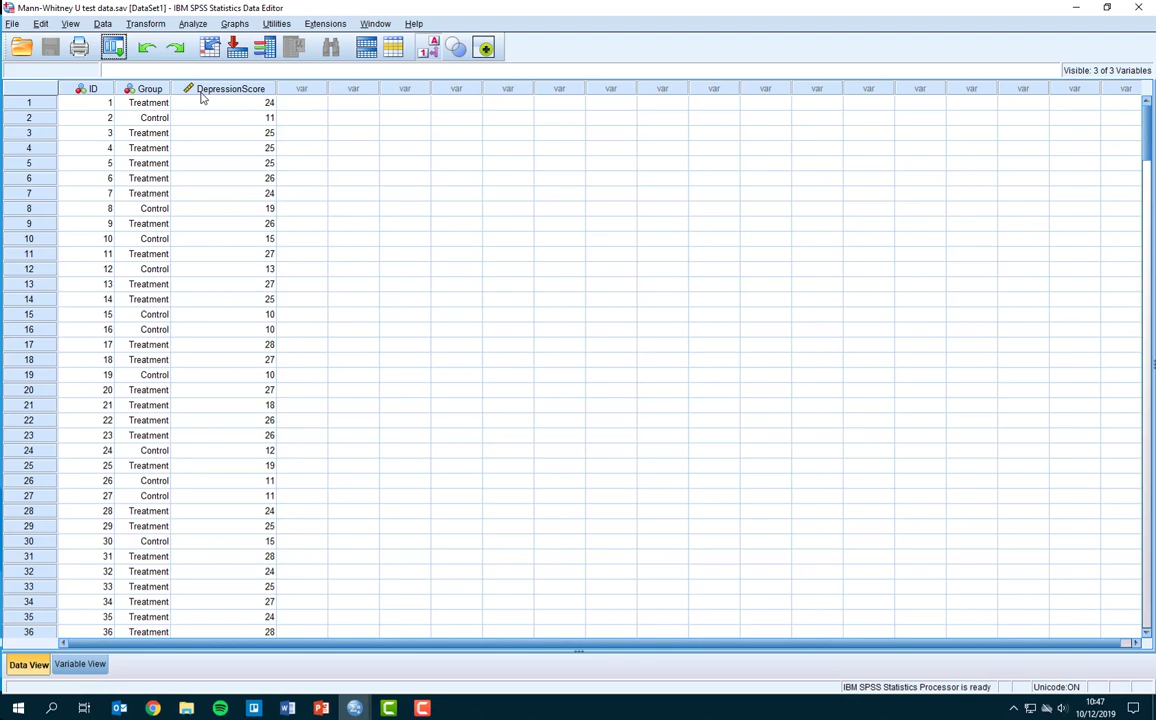 Mann-Whitney U test data.sav [DataSet1] - IBM SPSS Statistics Data Editor
File Edit View Data Transform Analyze Graphs Utilities Extensions Window Help
Visible: 3 of 3 Variables
ID Group DepressionScore var var var var var var var var var var var var var var var var var
1 1 Treatment 24
2 2 Control 11
3 3 Treatment 25
4 4 Treatment 25
5 5 Treatment 25
6 6 Treatment 26
7 7 Treatment 24
8 8 Control 19
9 9 Treatment 26
10 10 Control 15
11 11 Treatment 27
12 12 Control 13
13 13 Treatment 27
14 14 Treatment 25
15 15 Control 10
16 16 Control 10
17 17 Treatment 28
18 18 Treatment 27
19 19 Control 10
20 20 Treatment 27
21 21 Treatment 18
22 22 Treatment 26
23 23 Treatment 26
24 24 Control 12
25 25 Treatment 19
26 26 Control 11
27 27 Control 11
28 28 Treatment 24
29 29 Treatment 25
30 30 Control 15
31 31 Treatment 28
32 32 Treatment 24
33 33 Treatment 25
34 34 Treatment 27
35 35 Treatment 24
36 36 Treatment 28
Data View Variable View
IBM SPSS Statistics Processor is ready Unicode:ON
10:47
10/12/2019